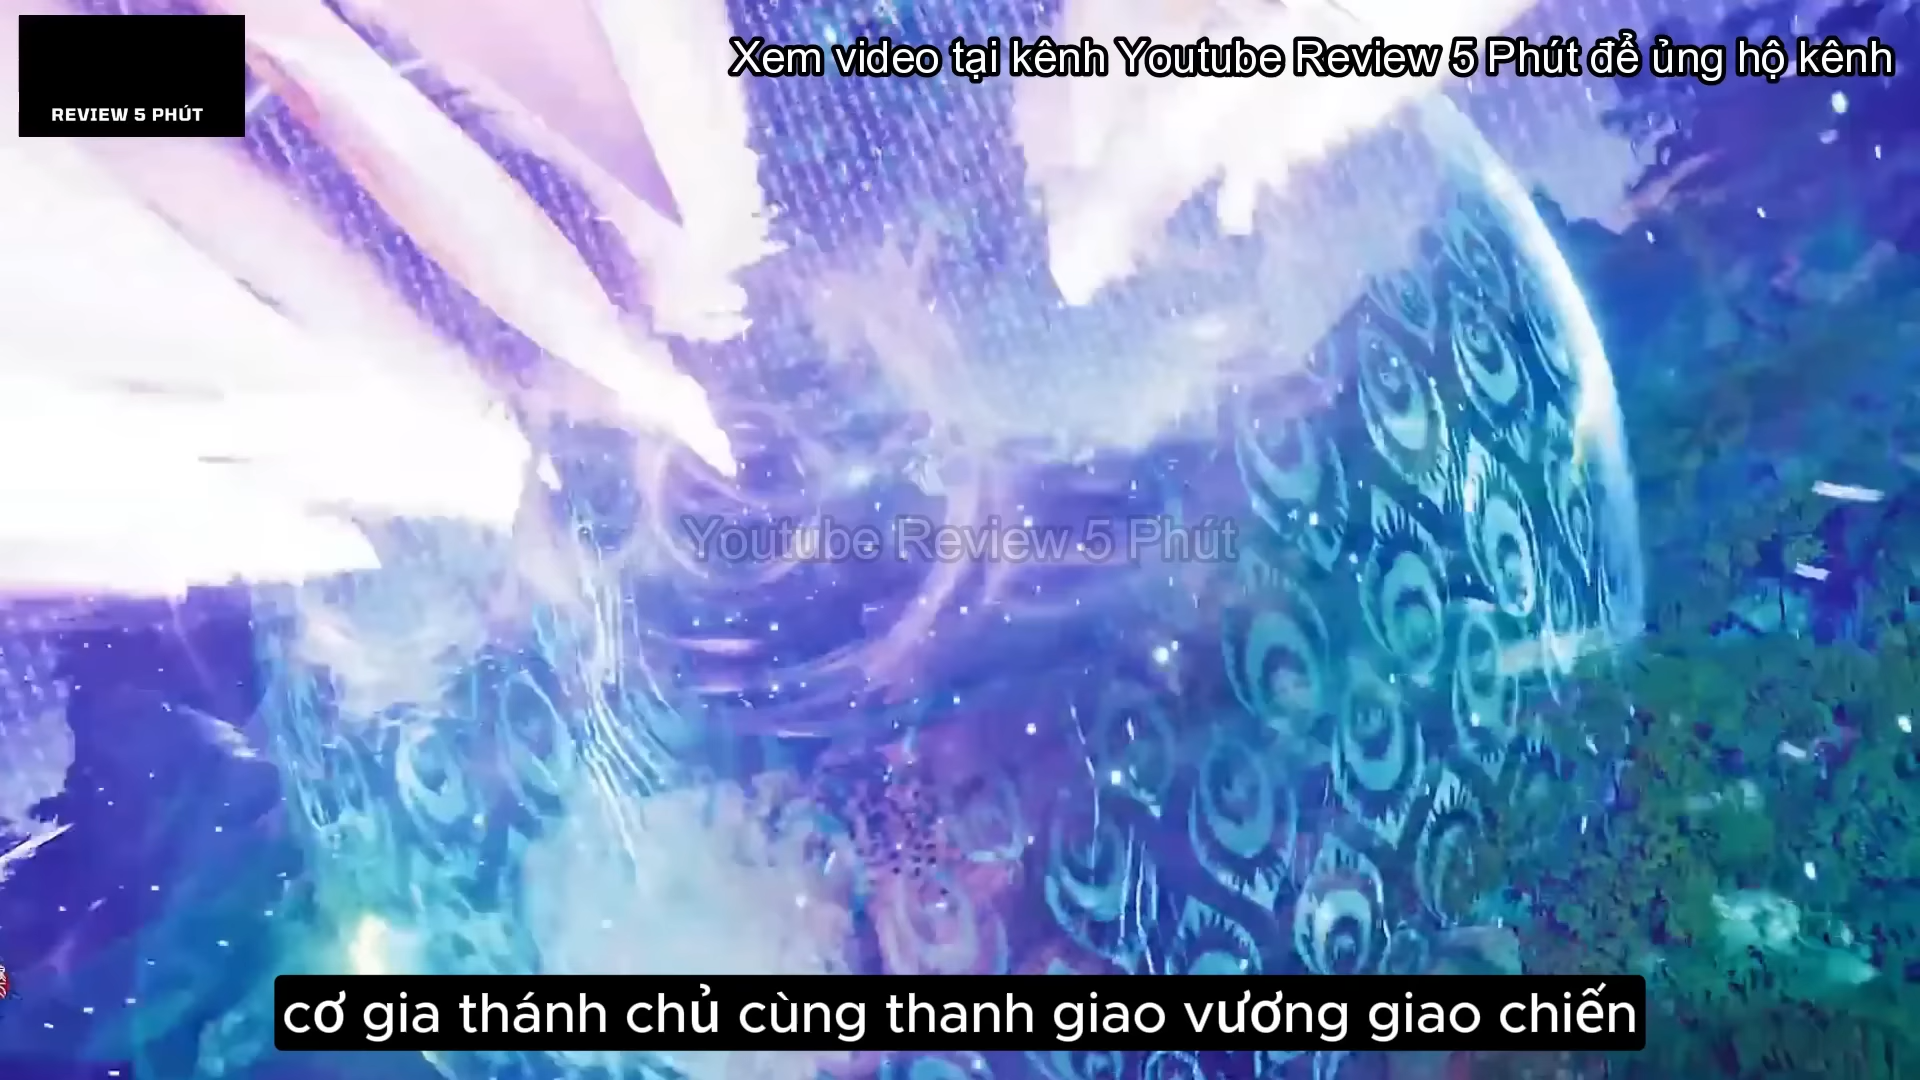 Xem video tại kênh Youtube Review 5 Phút để ủng hộ kênh
REVIEW 5 PHÚT
Youtube Review 5 Phút
cơ gia thánh chủ cùng thanh giao vương giao chiến